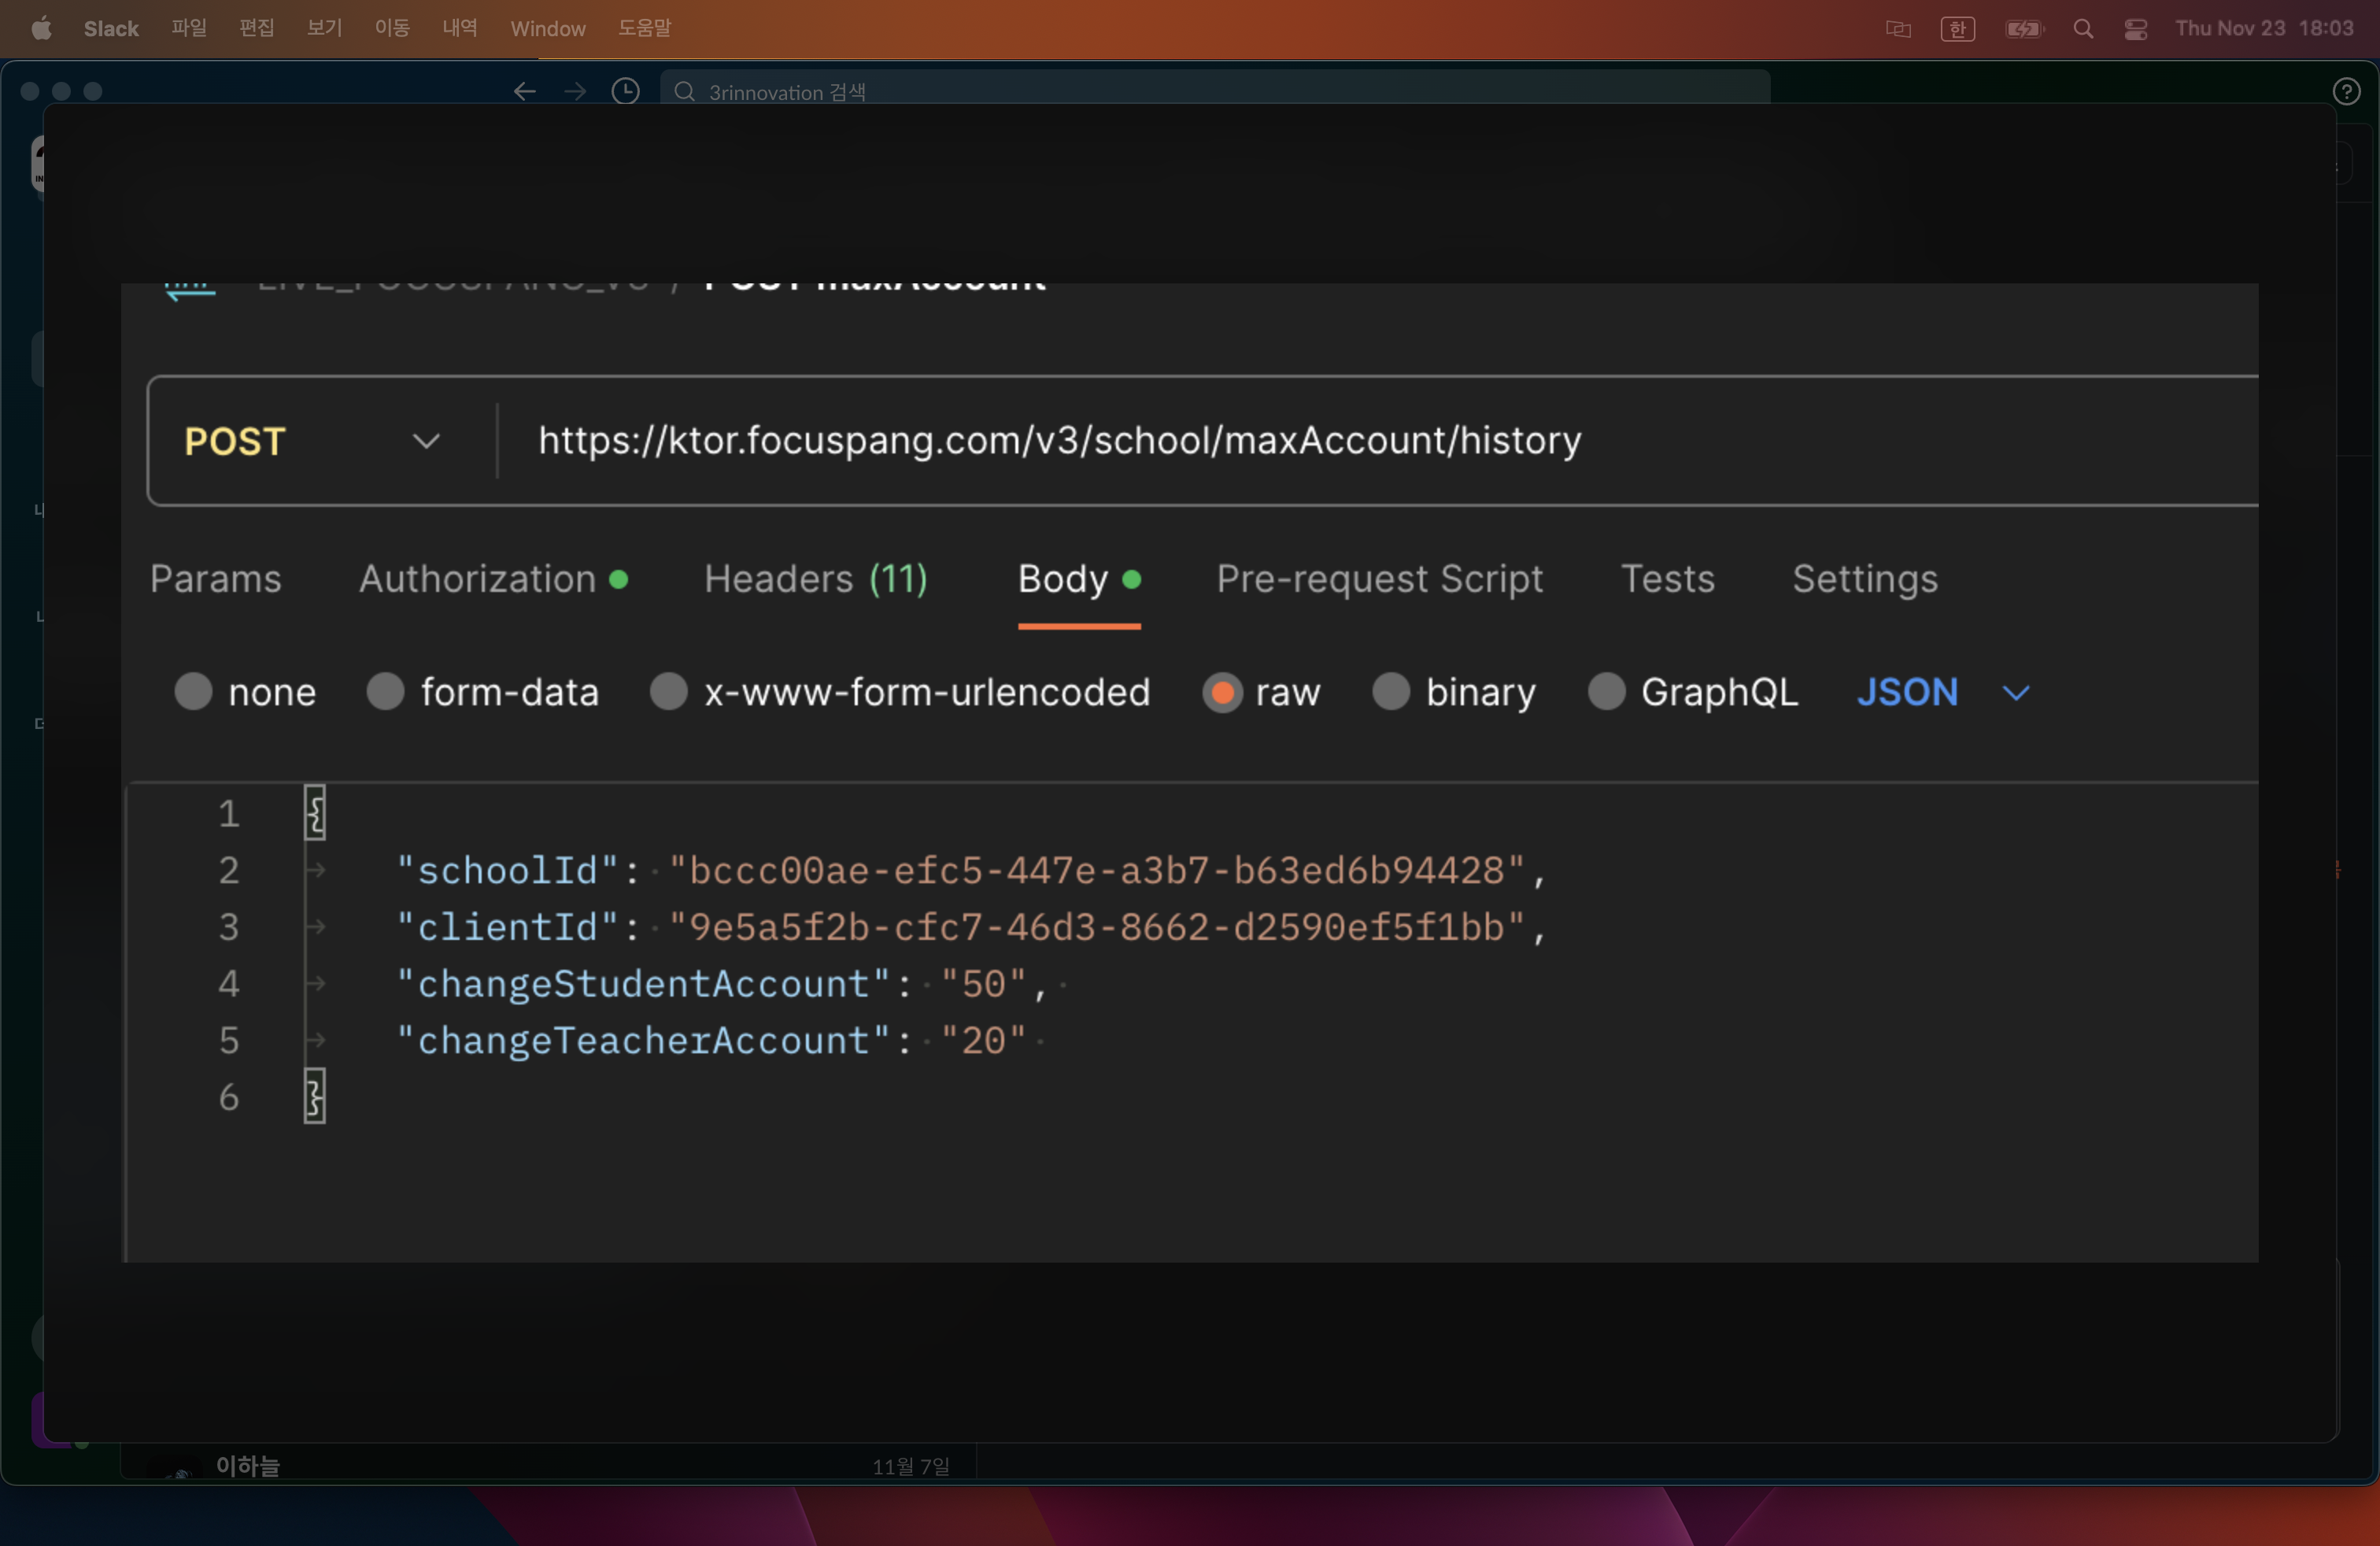 Slack 파일 편집 보기 이동 내역 Window 도움말 한 Thu Nov 23 18:03
3rinnovation 검색
POST maxAccount
POST https://ktor.focuspang.com/v3/school/maxAccount/history
Params Authorization Headers (11) Body Pre-request Script Tests Settings
none form-data x-www-form-urlencoded raw binary GraphQL JSON
1 {
2 "schoolId": "bccc00ae-efc5-447e-a3b7-b63ed6b94428",
3 "clientId": "9e5a5f2b-cfc7-46d3-8662-d2590ef5f1bb",
4 "changeStudentAccount": "50",
5 "changeTeacherAccount": "20"
6 }
이하늘 11월 7일